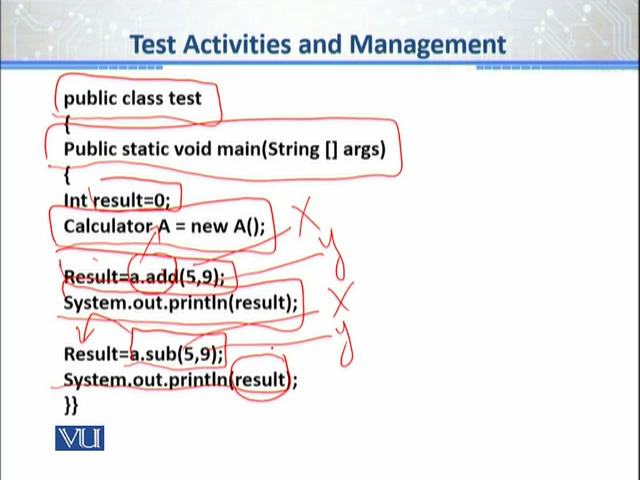 Test Activities and Management
public class test
{
Public static void main(String [] args)
{
Int result=0;
Calculator A = new A();
X
y
Result=a.add(5,9);
System.out.println(result);
X
y
Result=a.sub(5,9);
System.out.println(result);
}}
VU